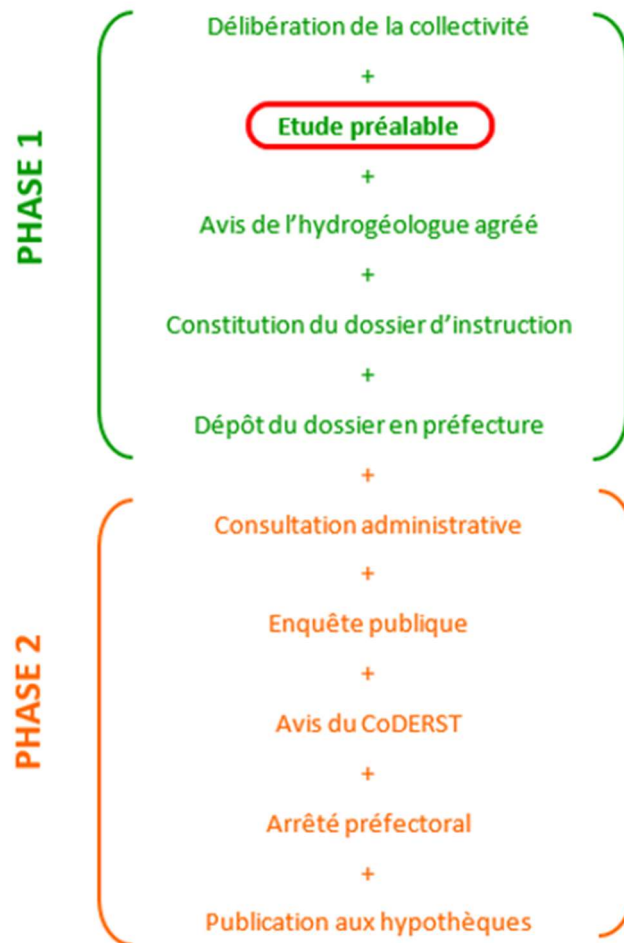 PHASE 1
Délibération de la collectivité
+
Etude préalable
+
Avis de l'hydrogéologue agréé
+
Constitution du dossier d'instruction
+
Dépôt du dossier en préfecture
+
PHASE 2
Consultation administrative
+
Enquête publique
+
Avis du CoDERST
+
Arrêté préfectoral
+
Publication aux hypothèques